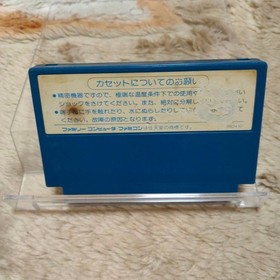 カセットについてのお願い
●精密機器ですので、極端な温度条件下での使用や
ショックをさけてください。また、絶対に分解し
●端子部に手を触れたり、水にぬらしたりして
ください。故障の原因となります。
ファミリーコンピュータ ファミコン は任天堂の商標です。